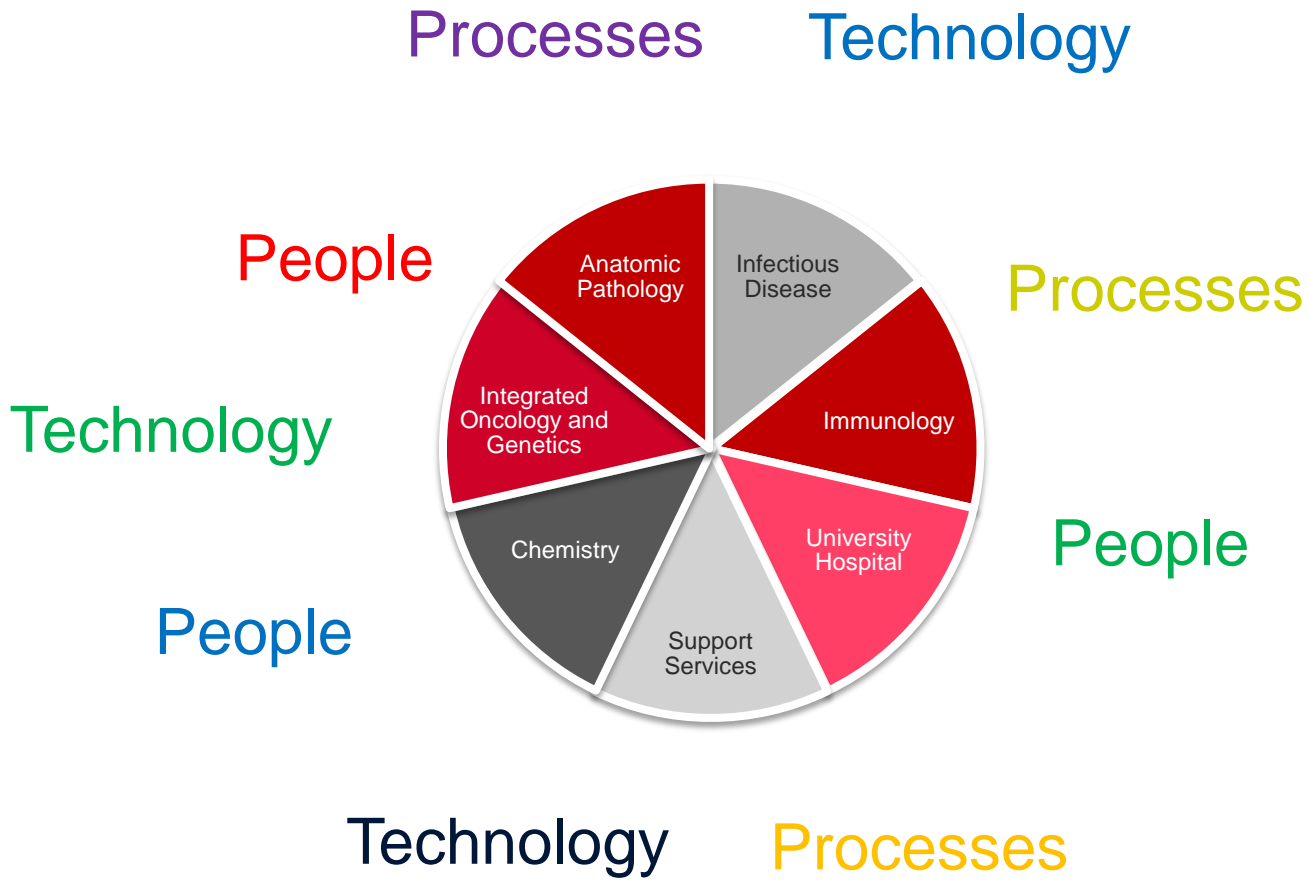 Processes
Technology
People
Anatomic
Pathology
Infectious
Disease
Processes
Integrated
Oncology and
Genetics
Immunology
Technology
Chemistry
University
Hospital
People
People
Support
Services
Technology
Processes